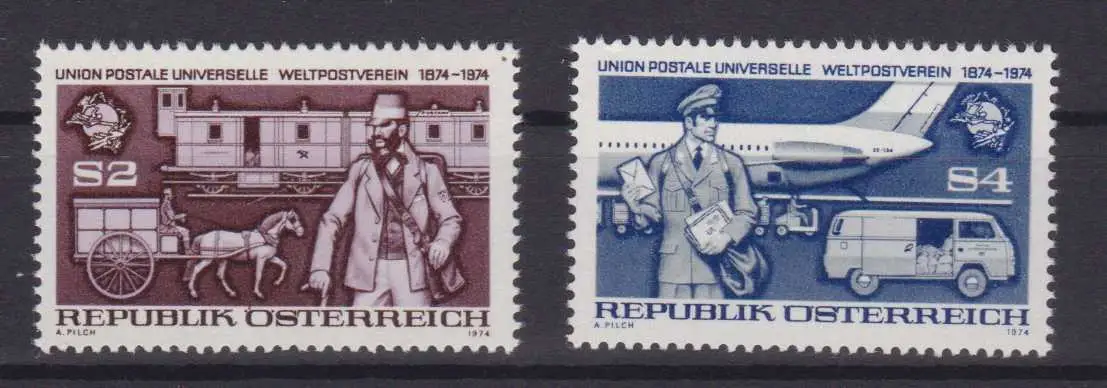 UNION POSTALE UNIVERSELLE WELTPOSTVEREIN 1874-1974
S2
REPUBLIK ÖSTERREICH
A. PILCH 1974
UNION POSTALE UNIVERSELLE WELTPOSTVEREIN 1874-1974
S4
REPUBLIK ÖSTERREICH
A. PILCH 1974